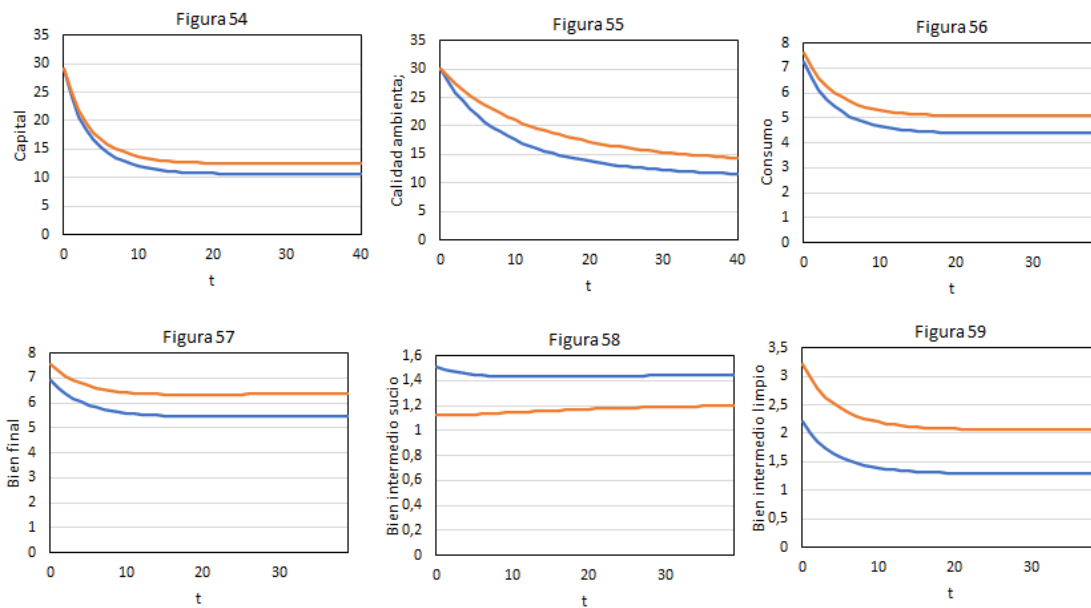 Figura 54
Capital
35
30
25
20
15
10
5
0
0 10 20 30 40
t
Figura 55
Calidad ambienta;
35
30
25
20
15
10
5
0
0 10 20 30 40
t
Figura 56
Consumo
8
7
6
5
4
3
2
1
0
0 10 20 30
t
Figura 57
Bien final
8
7
6
5
4
3
2
1
0
0 10 20 30
t
Figura 58
Bien intermedio sucio
1,6
1,4
1,2
1
0,8
0,6
0,4
0,2
0
0 10 20 30
t
Figura 59
Bien intermedio limpio
3,5
3
2,5
2
1,5
1
0,5
0
0 10 20 30
t